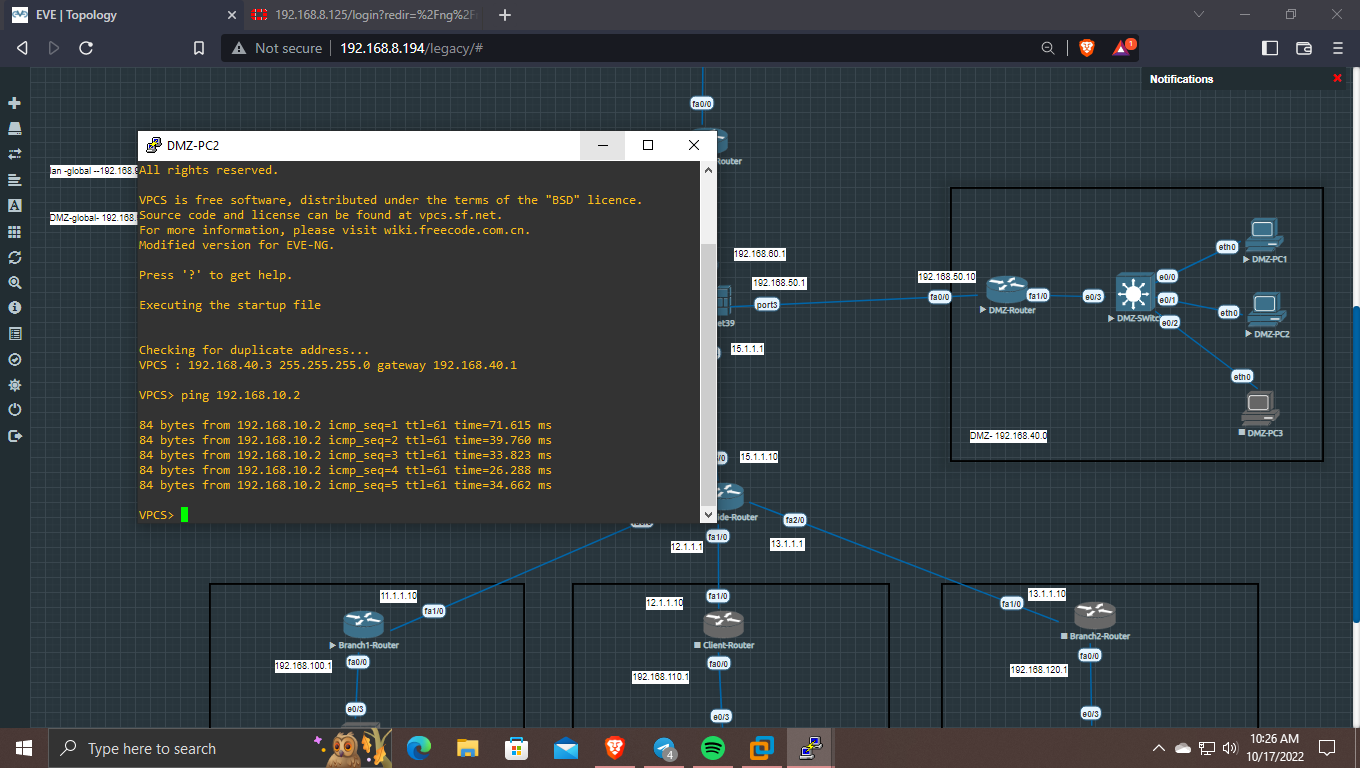 EVE | Topology
192.168.8.125/login?redir=%2Fng%2F
Not secure
192.168.8.194/legacy/#
1
Notifications
fa0/0
outer
lan -global --192.168.9
DMZ-global- 192.168.
DMZ-PC2
All rights reserved.
VPCS is free software, distributed under the terms of the "BSD" licence.
Source code and license can be found at vpcs.sf.net.
For more information, please visit wiki.freecode.com.cn.
Modified version for EVE-NG.
Press '?' to get help.
Executing the startup file
Checking for duplicate address...
VPCS : 192.168.40.3 255.255.255.0 gateway 192.168.40.1
VPCS> ping 192.168.10.2
84 bytes from 192.168.10.2 icmp_seq=1 ttl=61 time=71.615 ms
84 bytes from 192.168.10.2 icmp_seq=2 ttl=61 time=39.760 ms
84 bytes from 192.168.10.2 icmp_seq=3 ttl=61 time=33.823 ms
84 bytes from 192.168.10.2 icmp_seq=4 ttl=61 time=26.288 ms
84 bytes from 192.168.10.2 icmp_seq=5 ttl=61 time=34.662 ms
VPCS>
192.168.60.1
192.168.50.1
port3
et39
15.1.1.1
192.168.50.10
fa0/0
DMZ-Router
fa1/0
e0/3
DMZ-SWitc
e0/0
e0/1
e0/2
eth0
DMZ-PC1
eth0
DMZ-PC2
eth0
DMZ-PC3
DMZ- 192.168.40.0
/0
15.1.1.10
ide-Router
fa2/0
fa1/0
12.1.1.1
13.1.1.1
11.1.1.10
fa1/0
Branch1-Router
192.168.100.1
fa0/0
e0/3
12.1.1.10
fa1/0
Client-Router
fa0/0
192.168.110.1
e0/3
13.1.1.10
fa1/0
Branch2-Router
fa0/0
192.168.120.1
e0/3
Type here to search
4
10:26 AM
10/17/2022